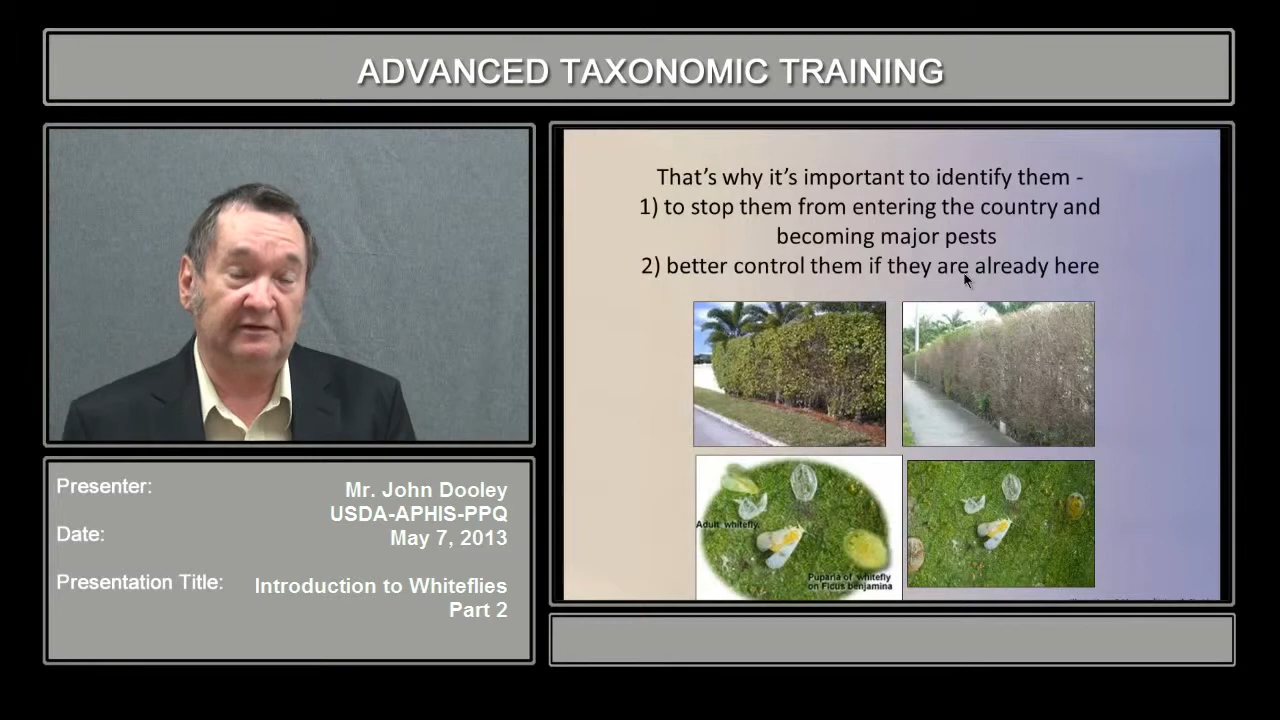 ADVANCED TAXONOMIC TRAINING
That's why it's important to identify them -
1) to stop them from entering the country and
becoming major pests
2) better control them if they are already here
Adult whitefly.
Puparia of whitefly
on Ficus benjamina
Presenter:
Mr. John Dooley
USDA-APHIS-PPQ
Date:
May 7, 2013
Presentation Title:
Introduction to Whiteflies
Part 2